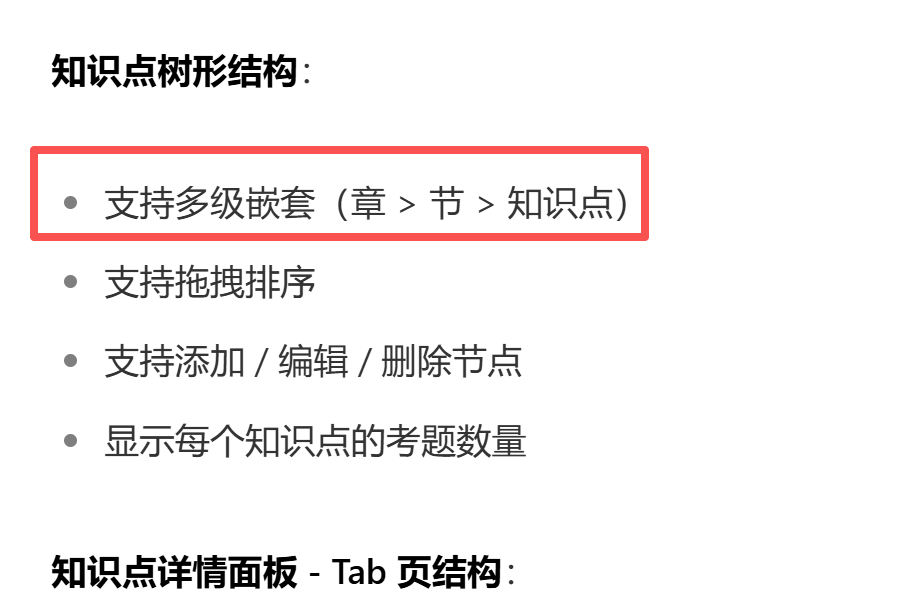 知识点树形结构：
支持多级嵌套（章 > 节 > 知识点）
支持拖拽排序
支持添加 / 编辑 / 删除节点
显示每个知识点的考题数量
知识点详情面板 - Tab 页结构：